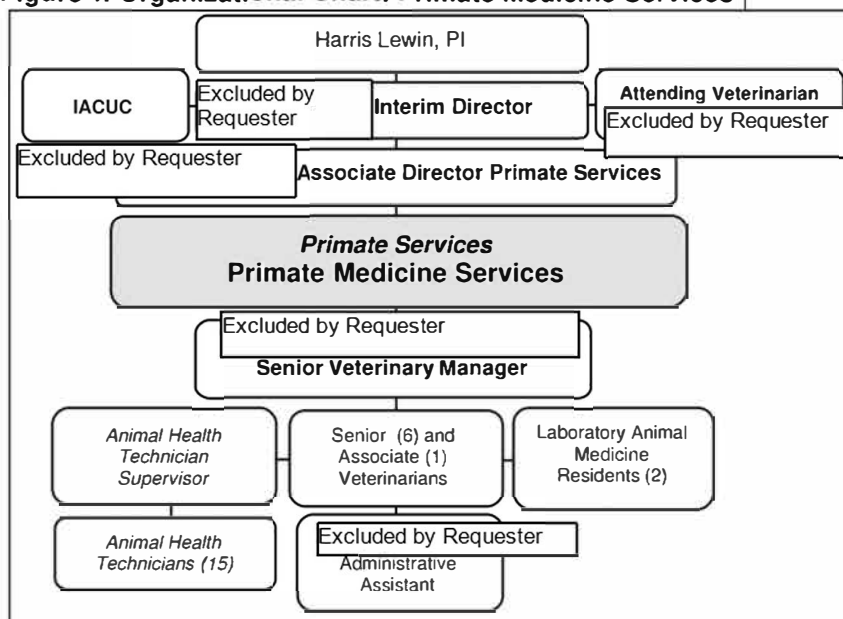 Figure 1. Organizational Chart: Primate Medicine Services
Harris Lewin, PI
IACUC
Excluded by
Requester
Interim Director
Attending Veterinarian
Excluded by Requester
Excluded by Requester
Associate Director Primate Services
Primate Services
Primate Medicine Services
Excluded by Requester
Senior Veterinary Manager
Animal Health
Technician
Supervisor
Senior (6) and
Associate (1)
Veterinarians
Laboratory Animal
Medicine
Residents (2)
Animal Health
Technicians (15)
Excluded by Requester
Administrative
Assistant